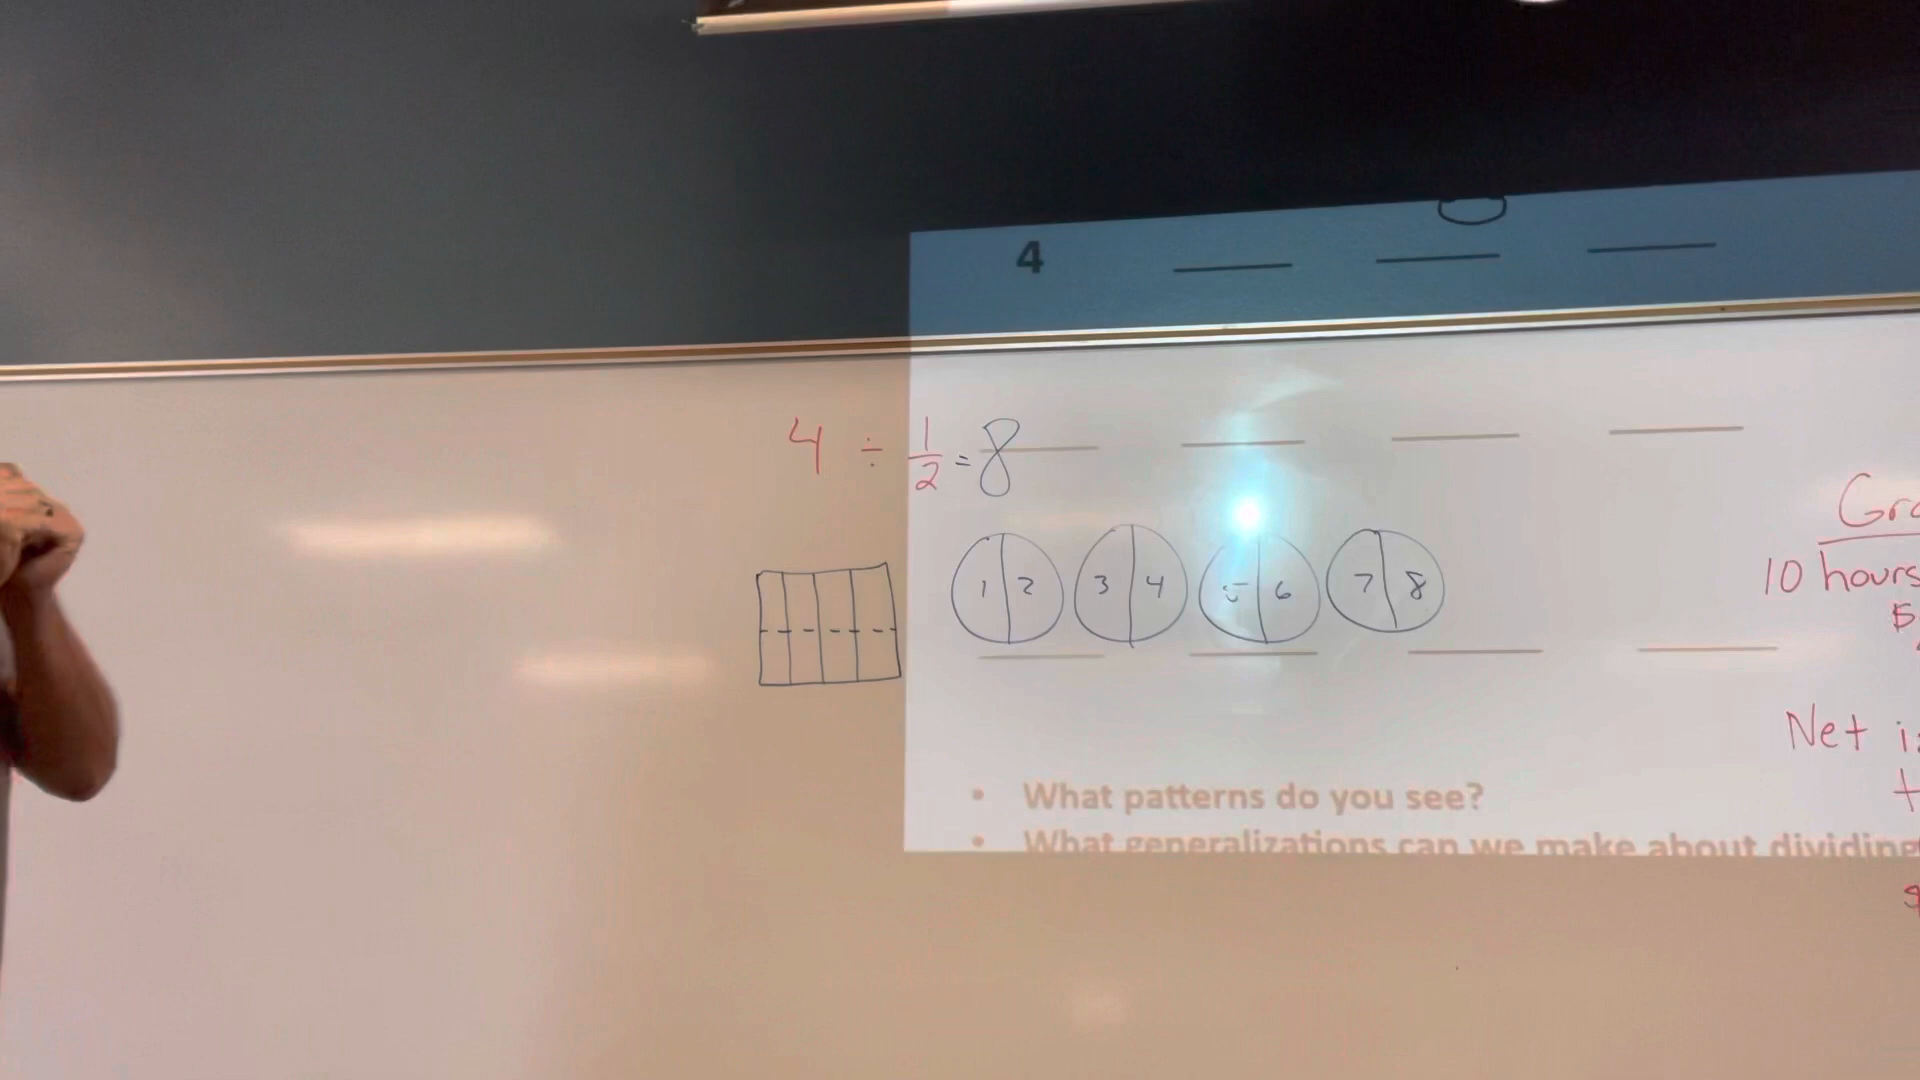 4
4 ÷ 1/2 = 8
1 2 3 4 5 6 7 8
10 hours
Net
• What patterns do you see?
• What generalizations can we make about dividing